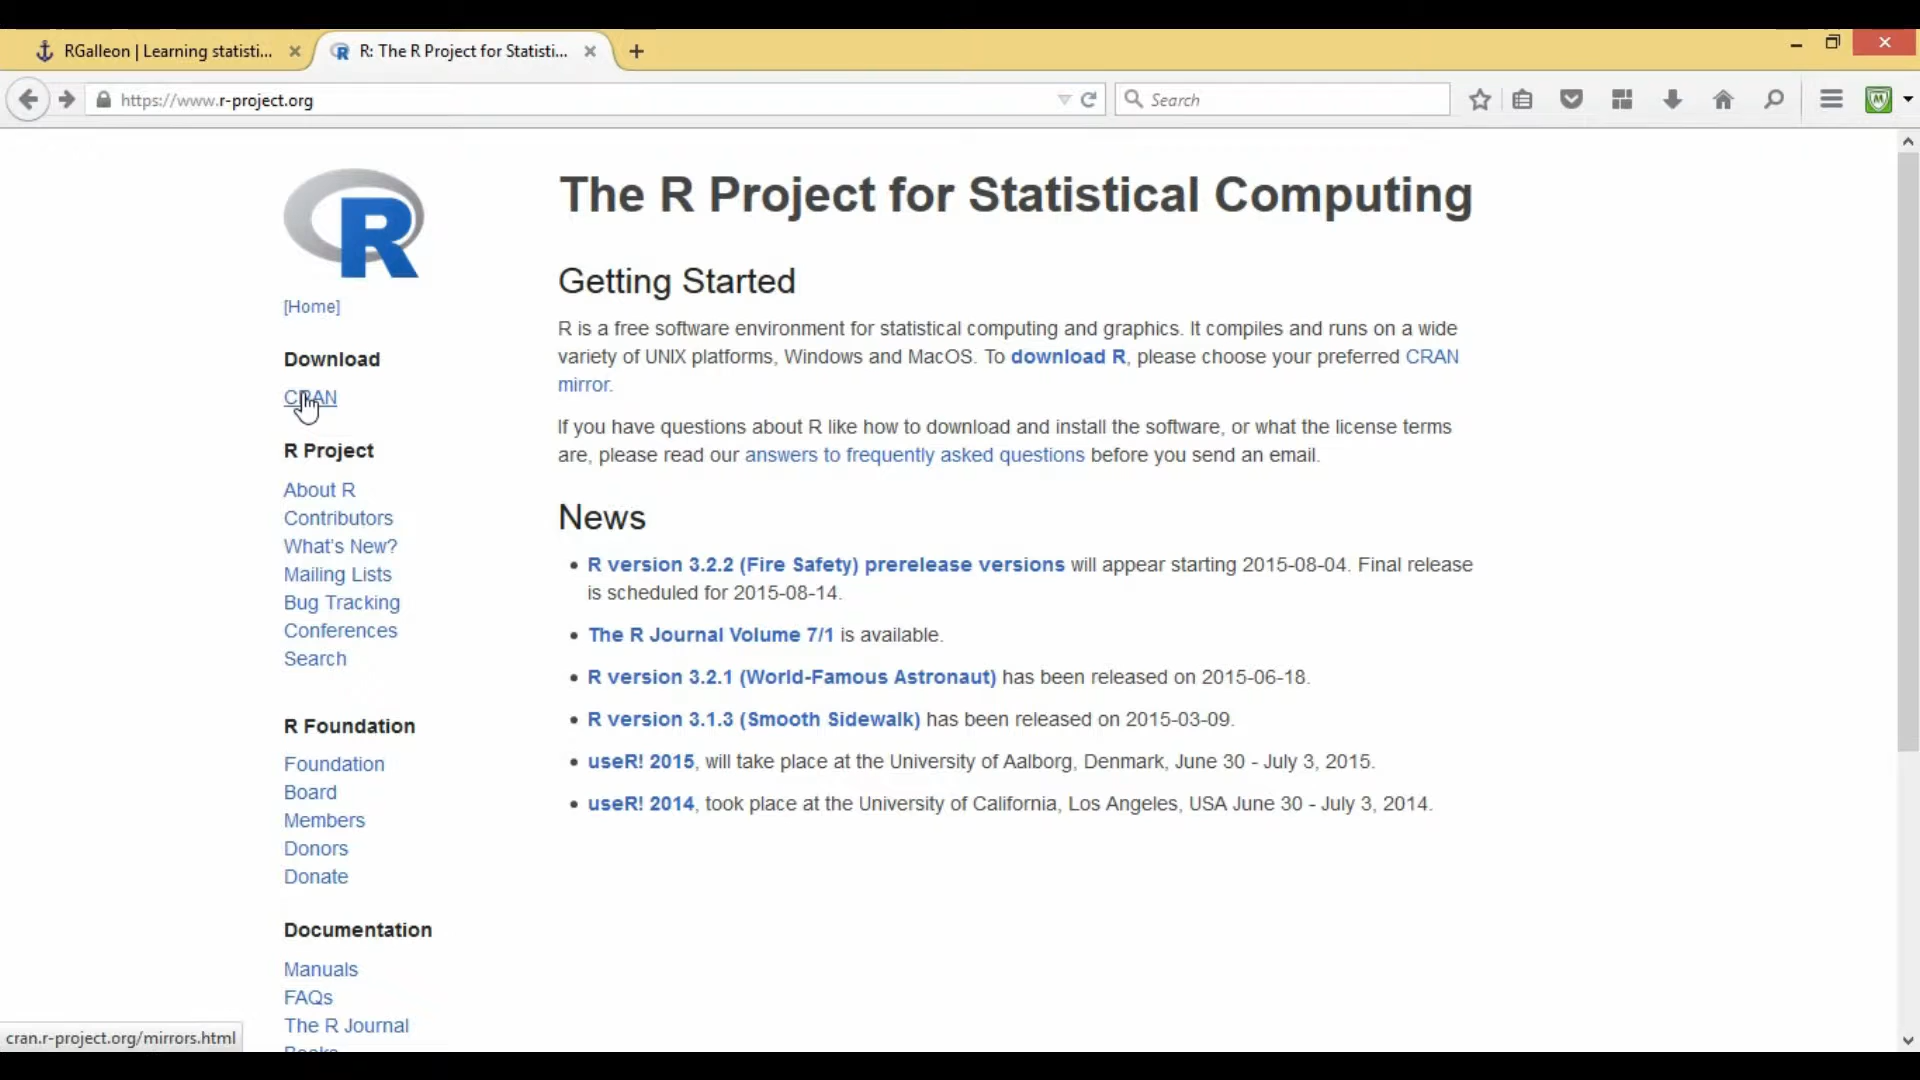 RGalleon | Learning statisti...
R: The R Project for Statisti...
https://www.r-project.org
Search
R
The R Project for Statistical Computing
[Home]
Download
CRAN
R Project
About R
Contributors
What's New?
Mailing Lists
Bug Tracking
Conferences
Search
R Foundation
Foundation
Board
Members
Donors
Donate
Documentation
Manuals
FAQs
The R Journal
Books
Getting Started
R is a free software environment for statistical computing and graphics. It compiles and runs on a wide
variety of UNIX platforms, Windows and MacOS. To download R, please choose your preferred CRAN
mirror.
If you have questions about R like how to download and install the software, or what the license terms
are, please read our answers to frequently asked questions before you send an email.
News
• R version 3.2.2 (Fire Safety) prerelease versions will appear starting 2015-08-04. Final release
is scheduled for 2015-08-14.
• The R Journal Volume 7/1 is available.
• R version 3.2.1 (World-Famous Astronaut) has been released on 2015-06-18.
• R version 3.1.3 (Smooth Sidewalk) has been released on 2015-03-09.
• useR! 2015, will take place at the University of Aalborg, Denmark, June 30 - July 3, 2015.
• useR! 2014, took place at the University of California, Los Angeles, USA June 30 - July 3, 2014.
cran.r-project.org/mirrors.html